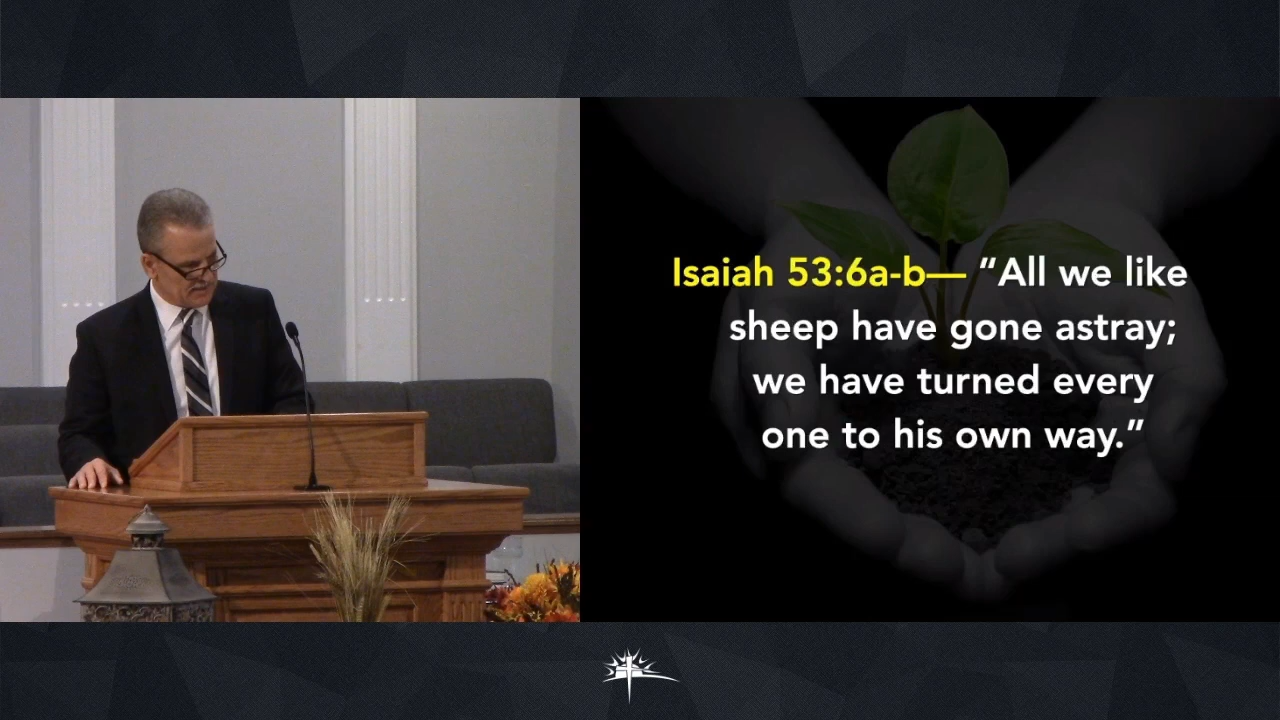 Isaiah 53:6a-b— “All we like
sheep have gone astray;
we have turned every
one to his own way.”